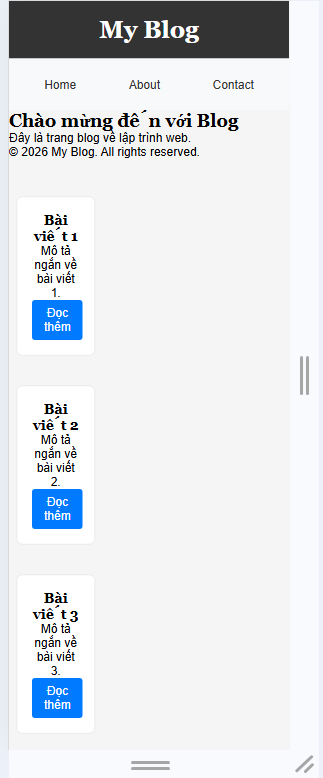 My Blog
Home About Contact
Chào mừng đến với Blog
Đây là trang blog về lập trình web.
© 2026 My Blog. All rights reserved.
Bài
viết 1
Mô tả
ngắn về
bài viết
1.
Đọc
thêm
Bài
viết 2
Mô tả
ngắn về
bài viết
2.
Đọc
thêm
Bài
viết 3
Mô tả
ngắn về
bài viết
3.
Đọc
thêm